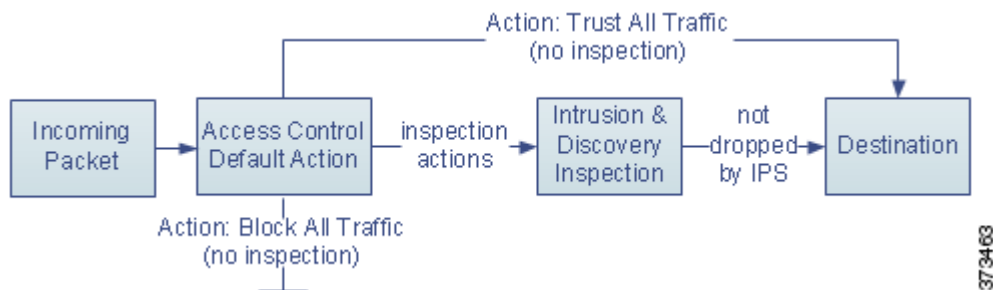 Action: Trust All Traffic
(no inspection)
Incoming
Packet
Access Control
Default Action
inspection
actions
Intrusion &
Discovery
Inspection
not
dropped
by IPS
Destination
Action: Block All Traffic
(no inspection)
373463